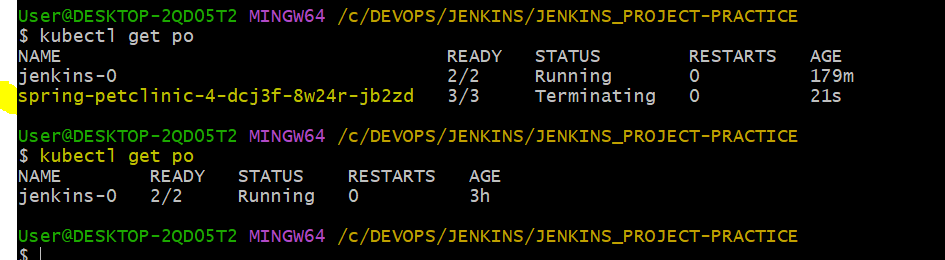 User@DESKTOP-2QDO5T2 MINGW64 /c/DEVOPS/JENKINS/JENKINS_PROJECT-PRACTICE
$ kubectl get po
NAME READY STATUS RESTARTS AGE
jenkins-0 2/2 Running 0 179m
spring-petclinic-4-dcj3f-8w24r-jb2zd 3/3 Terminating 0 21s
User@DESKTOP-2QDO5T2 MINGW64 /c/DEVOPS/JENKINS/JENKINS_PROJECT-PRACTICE
$ kubectl get po
NAME READY STATUS RESTARTS AGE
jenkins-0 2/2 Running 0 3h
User@DESKTOP-2QDO5T2 MINGW64 /c/DEVOPS/JENKINS/JENKINS_PROJECT-PRACTICE
$